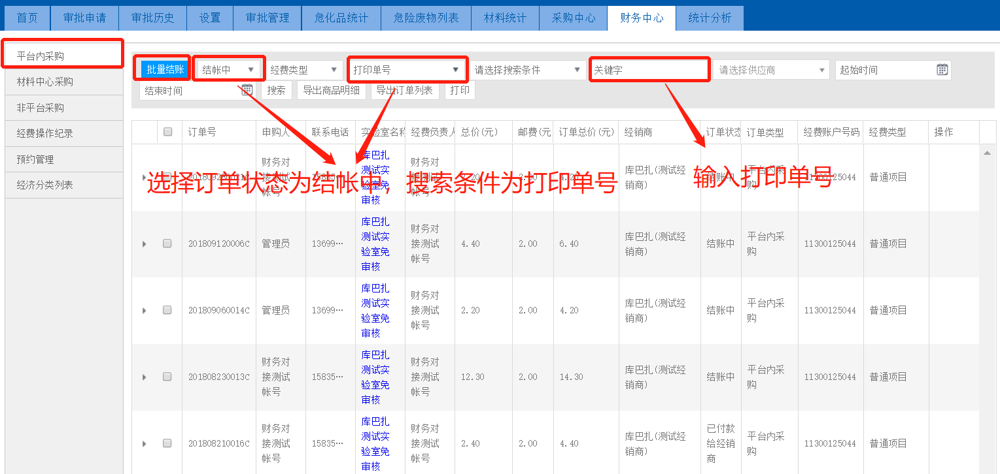 首页 审批申请 审批历史 设置 审批管理 危化品统计 危险废物列表 材料统计 采购中心 财务中心 统计分析
平台内采购
材料中心采购
非平台采购
经费操作纪录
预约管理
经济分类列表
批量结账 结帐中 经费类型 打印单号 请选择搜索条件 关键字 请选择供应商 起始时间
结束时间 搜索 导出商品明细 导出订单列表 打印
订单号 申购人 联系电话 实验室名称 经费负责人 总价(元) 邮费(元 订单总价(元) 经销商 订单状态 订单类型 经费账户号码 经费类型 操作
选择订单状态为结帐中，搜索条件为打印单号
输入打印单号
财务对接测试帐号 15835… 库巴扎测试实验室免审核 财务对接测试帐号 4.20 库巴扎(测试经销商) 结账中 平台内采购 11300125044 普通项目
201809120006C 管理员 13699… 库巴扎测试实验室免审核 财务对接测试帐号 4.40 2.00 6.40 库巴扎(测试经销商) 结账中 平台内采购 11300125044 普通项目
201809060014C 管理员 13699… 库巴扎测试实验室免审核 财务对接测试帐号 2.20 2.00 4.20 库巴扎(测试经销商) 结账中 平台内采购 11300125044 普通项目
201808230013C 财务对接测试帐号 15835… 库巴扎测试实验室免审核 财务对接测试帐号 12.30 2.00 14.30 库巴扎(测试经销商) 结账中 平台内采购 11300125044 普通项目
201808210016C 财务对接测试帐号 15835… 库巴扎测试实验室免审核 财务对接测试帐号 2.40 2.00 4.40 库巴扎(测试经销商) 已付款给经销商 平台内采购 11300125044 普通项目